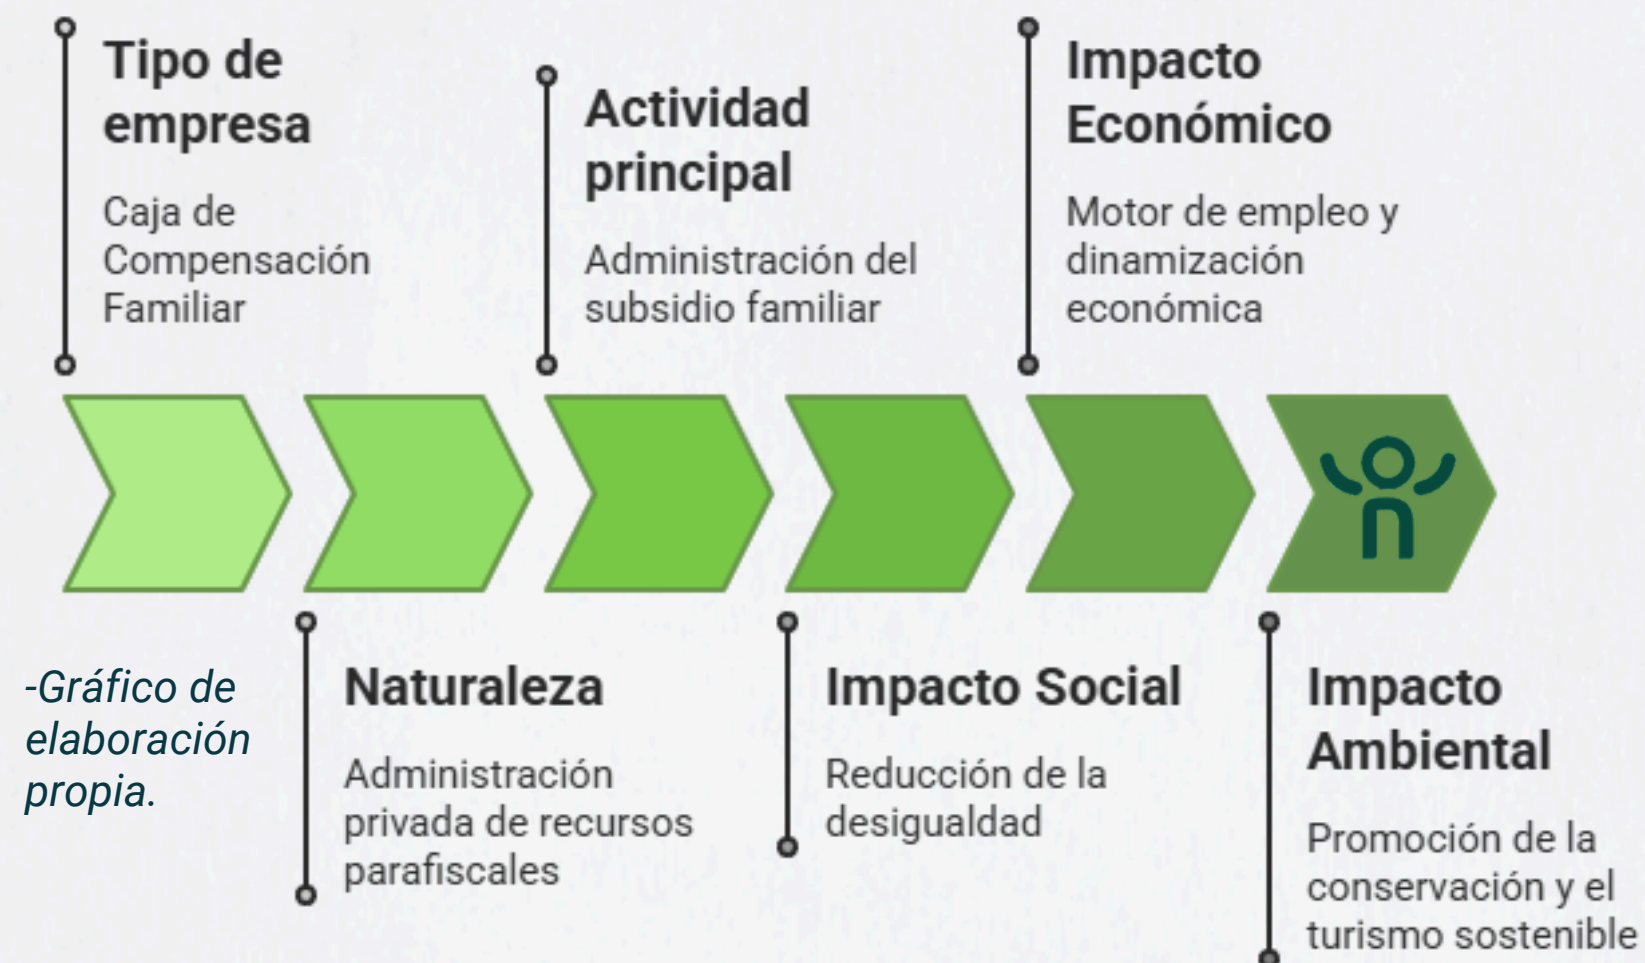 Tipo de
empresa
Caja de
Compensación
Familiar
Actividad
principal
Administración del
subsidio familiar
Impacto
Económico
Motor de empleo y
dinamización
económica
-Gráfico de
elaboración
propia.
Naturaleza
Administración
privada de recursos
parafiscales
Impacto Social
Reducción de la
desigualdad
Impacto
Ambiental
Promoción de la
conservación y el
turismo sostenible